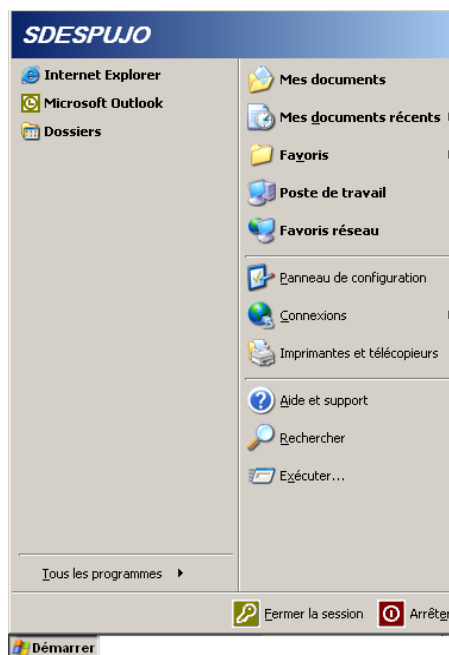 SDESPUJO
Internet Explorer
Microsoft Outlook
Dossiers
Mes documents
Mes documents récents
Favoris
Poste de travail
Favoris réseau
Panneau de configuration
Connexions
Imprimantes et télécopieurs
Aide et support
Rechercher
Exécuter...
Tous les programmes
Fermer la session
Arrêter
Démarrer